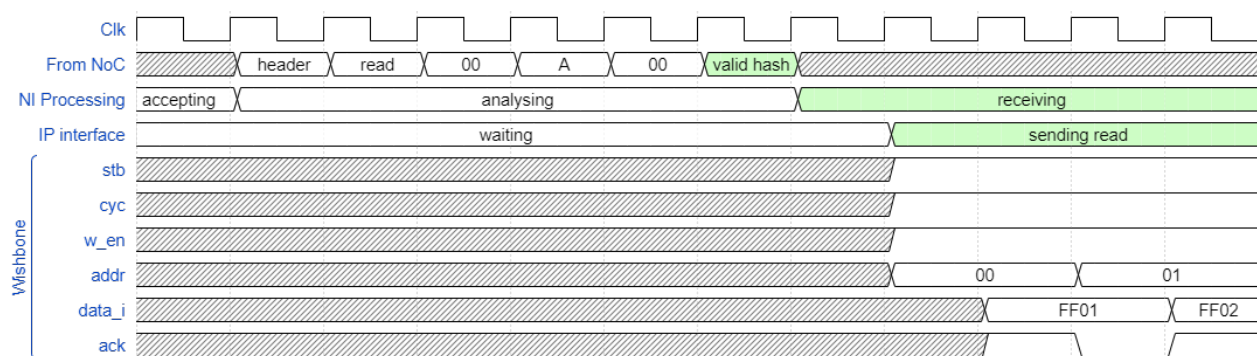 Clk
From NoC header read 00 A 00 valid hash
NI Processing accepting analysing receiving
IP interface waiting sending read
Wishbone
stb
cyc
w_en
addr 00 01
data_i FF01 FF02
ack